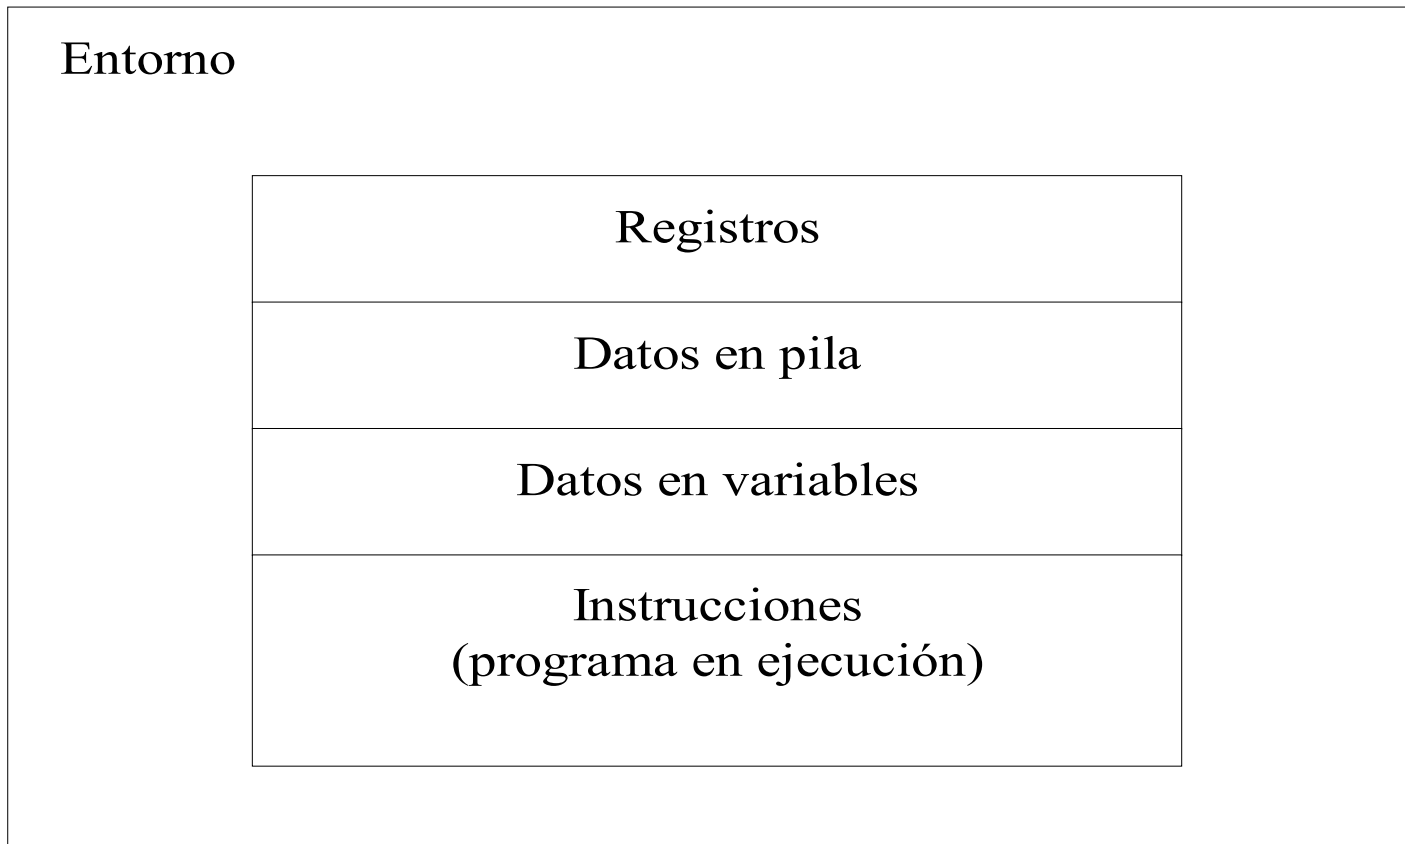 Entorno
Registros
Datos en pila
Datos en variables
Instrucciones
(programa en ejecución)